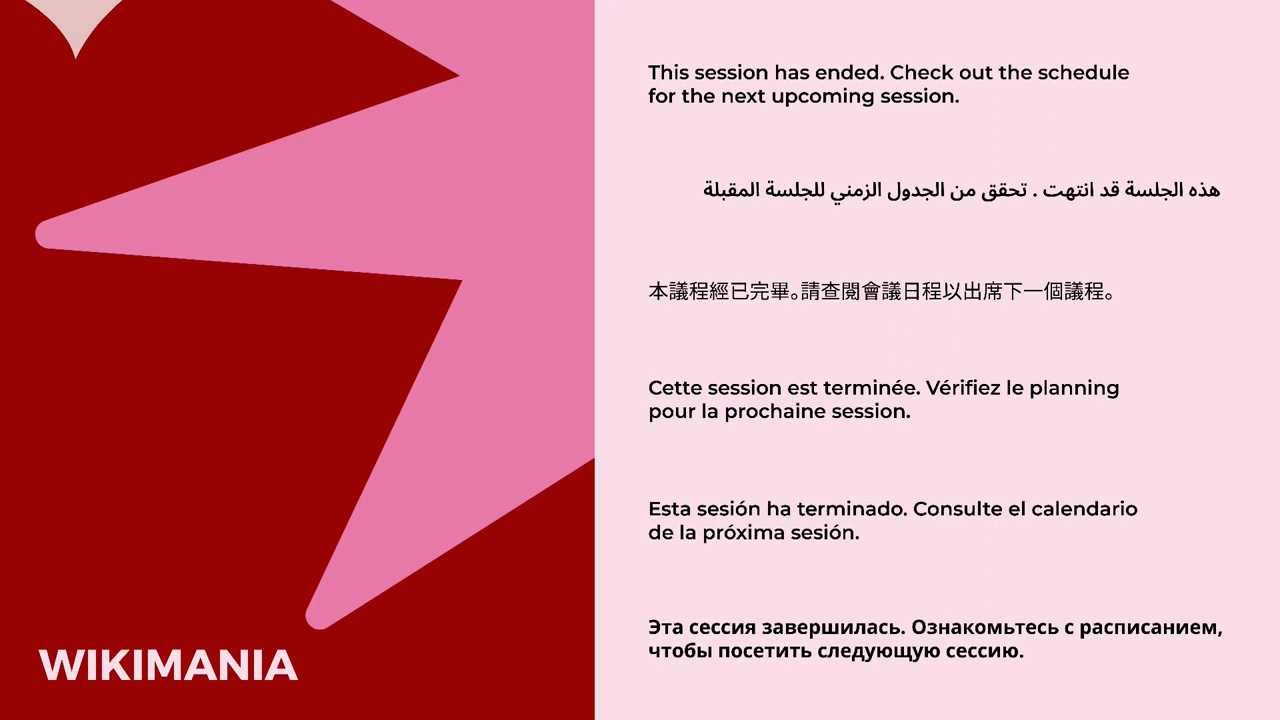 This session has ended. Check out the schedule
for the next upcoming session.
هذه الجلسة قد انتهت . تحقق من الجدول الزمني للجلسة المقبلة
本議程經已完畢。請查閱會議日程以出席下一個議程。
Cette session est terminée. Vérifiez le planning
pour la prochaine session.
Esta sesión ha terminado. Consulte el calendario
de la próxima sesión.
Эта сессия завершилась. Ознакомьтесь с расписанием,
чтобы посетить следующую сессию.
WIKIMANIA